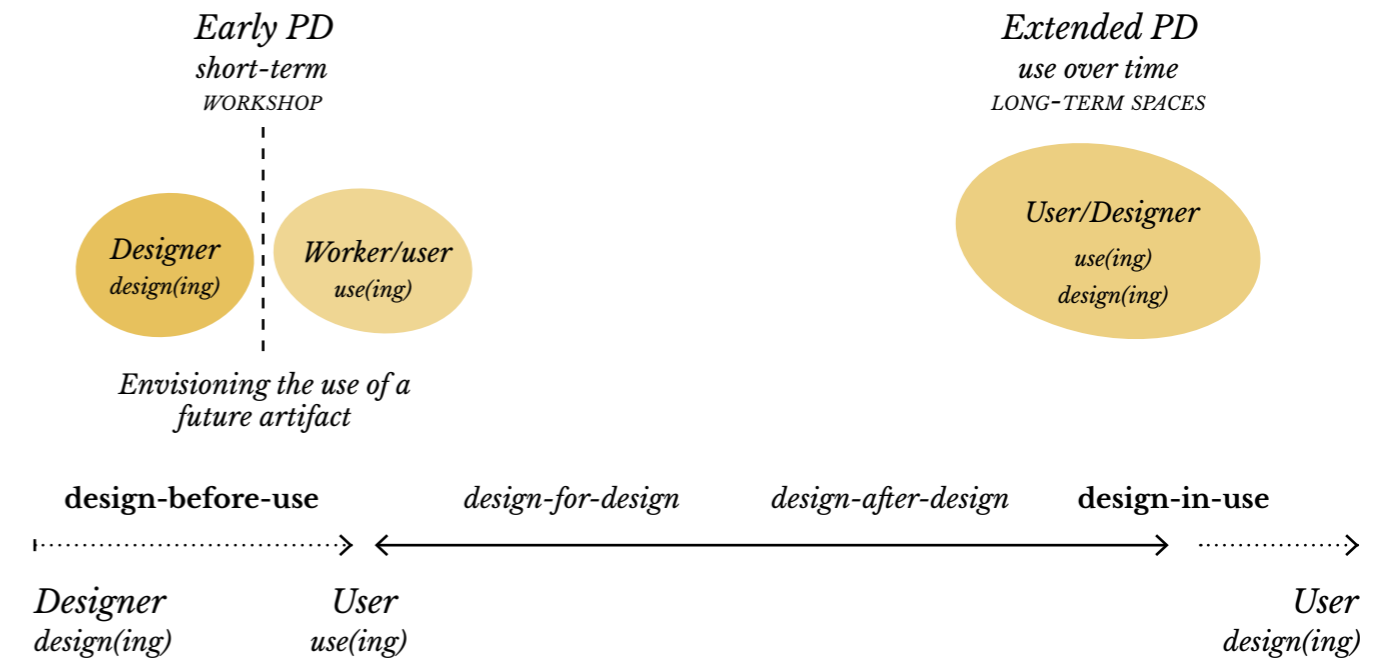 Early PD
short-term
WORKSHOP
Extended PD
use over time
LONG-TERM SPACES
Designer
design(ing)
Worker/user
use(ing)
User/Designer
use(ing)
design(ing)
Envisioning the use of a
future artifact
design-before-use
design-for-design
design-after-design
design-in-use
Designer
design(ing)
User
use(ing)
User
design(ing)